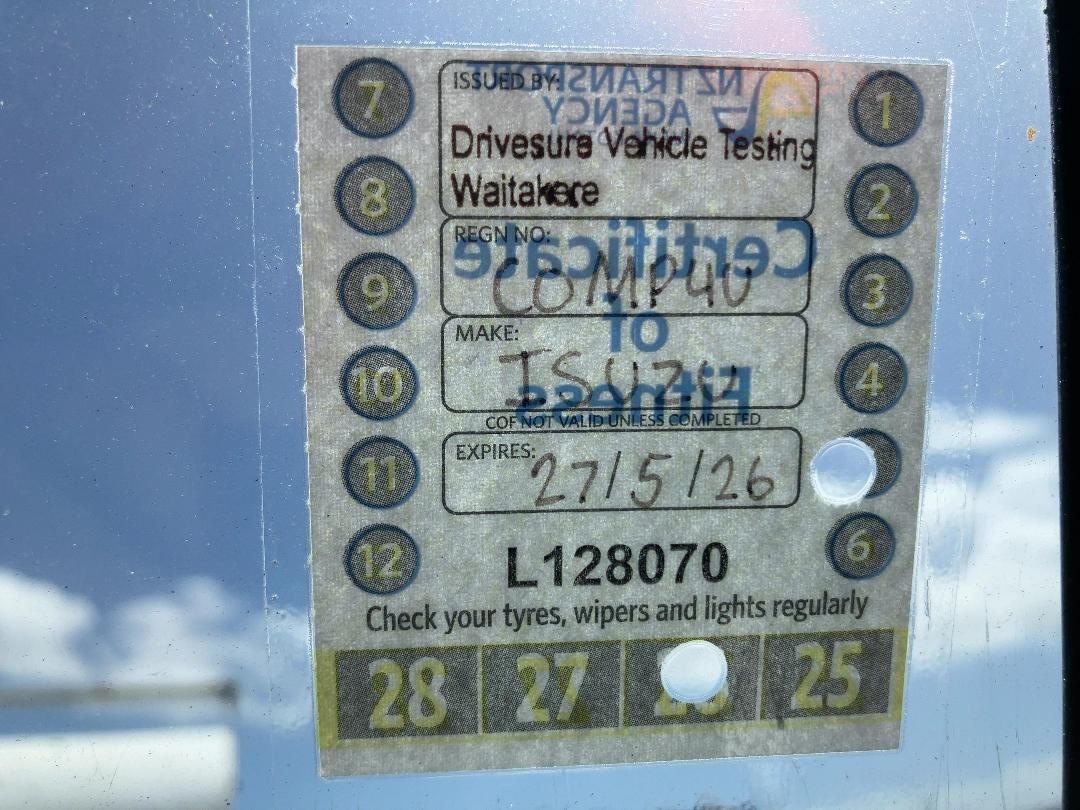 7
8
9
10
11
12
ISSUED BY:
Drivesure Vehicle Testing
Waitakere
REGN NO:
COMP4U
MAKE:
ISUZU
COF NOT VALID UNLESS COMPLETED
EXPIRES:
27/5/26
L128070
Check your tyres, wipers and lights regularly
1
2
3
4
6
28 27 25
NZ TRANSPORT
AGENCY
Certificate
of
Fitness